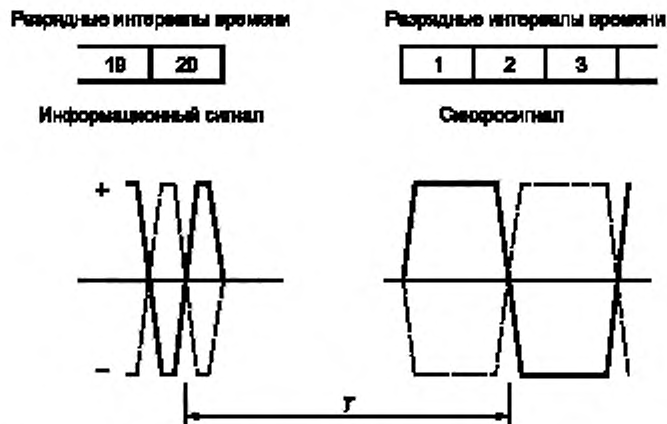 Разрядные интервалы времени
19 20
Информационный сигнал
+
−
Разрядные интервалы времени
1 2 3
Синхросигнал
T